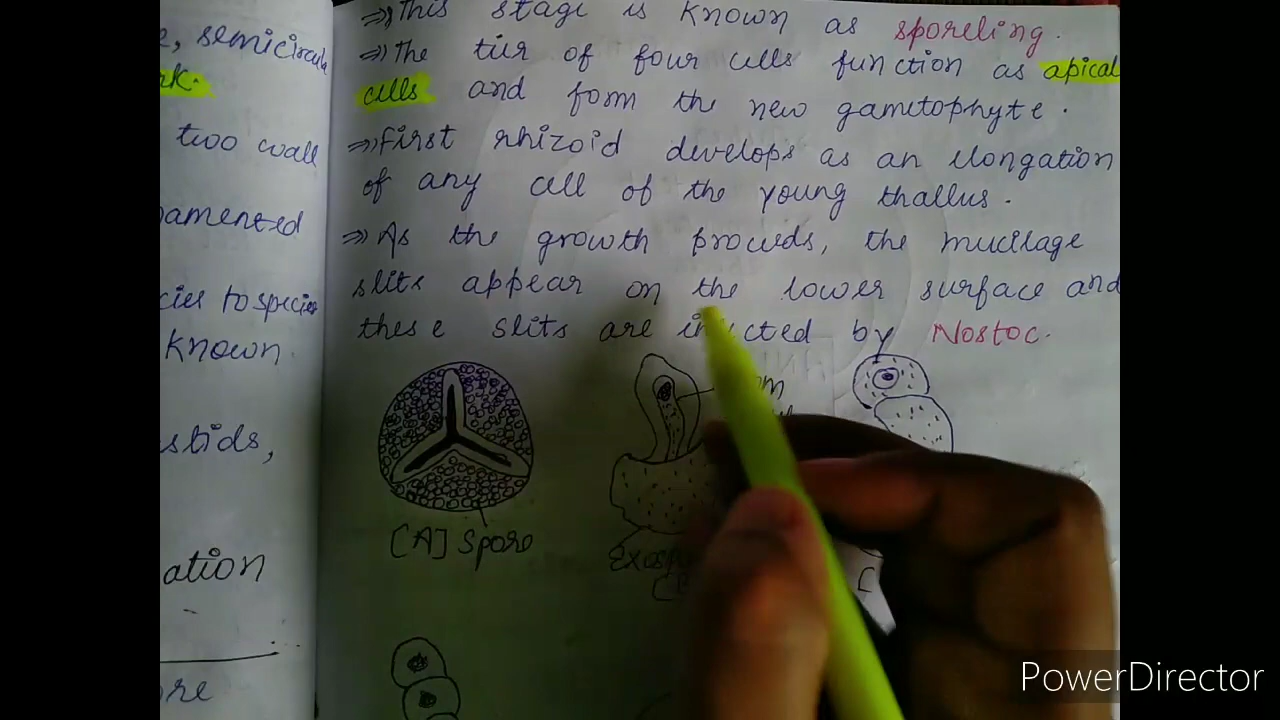 e, semicircula
ak.
two wall
pamented
cies to species
known.
stids,
ation
re
⇒ This stage is known as sporeling.
⇒ The tier of four cells function as apical
cells and form the new gametophyte.
⇒ First rhizoid develops as an elongation
of any cell of the young thallus.
⇒ As the growth proceeds, the mucilage
slits appear on the lower surface and
these slits are infected by Nostoc.
[A] Spore
PowerDirector